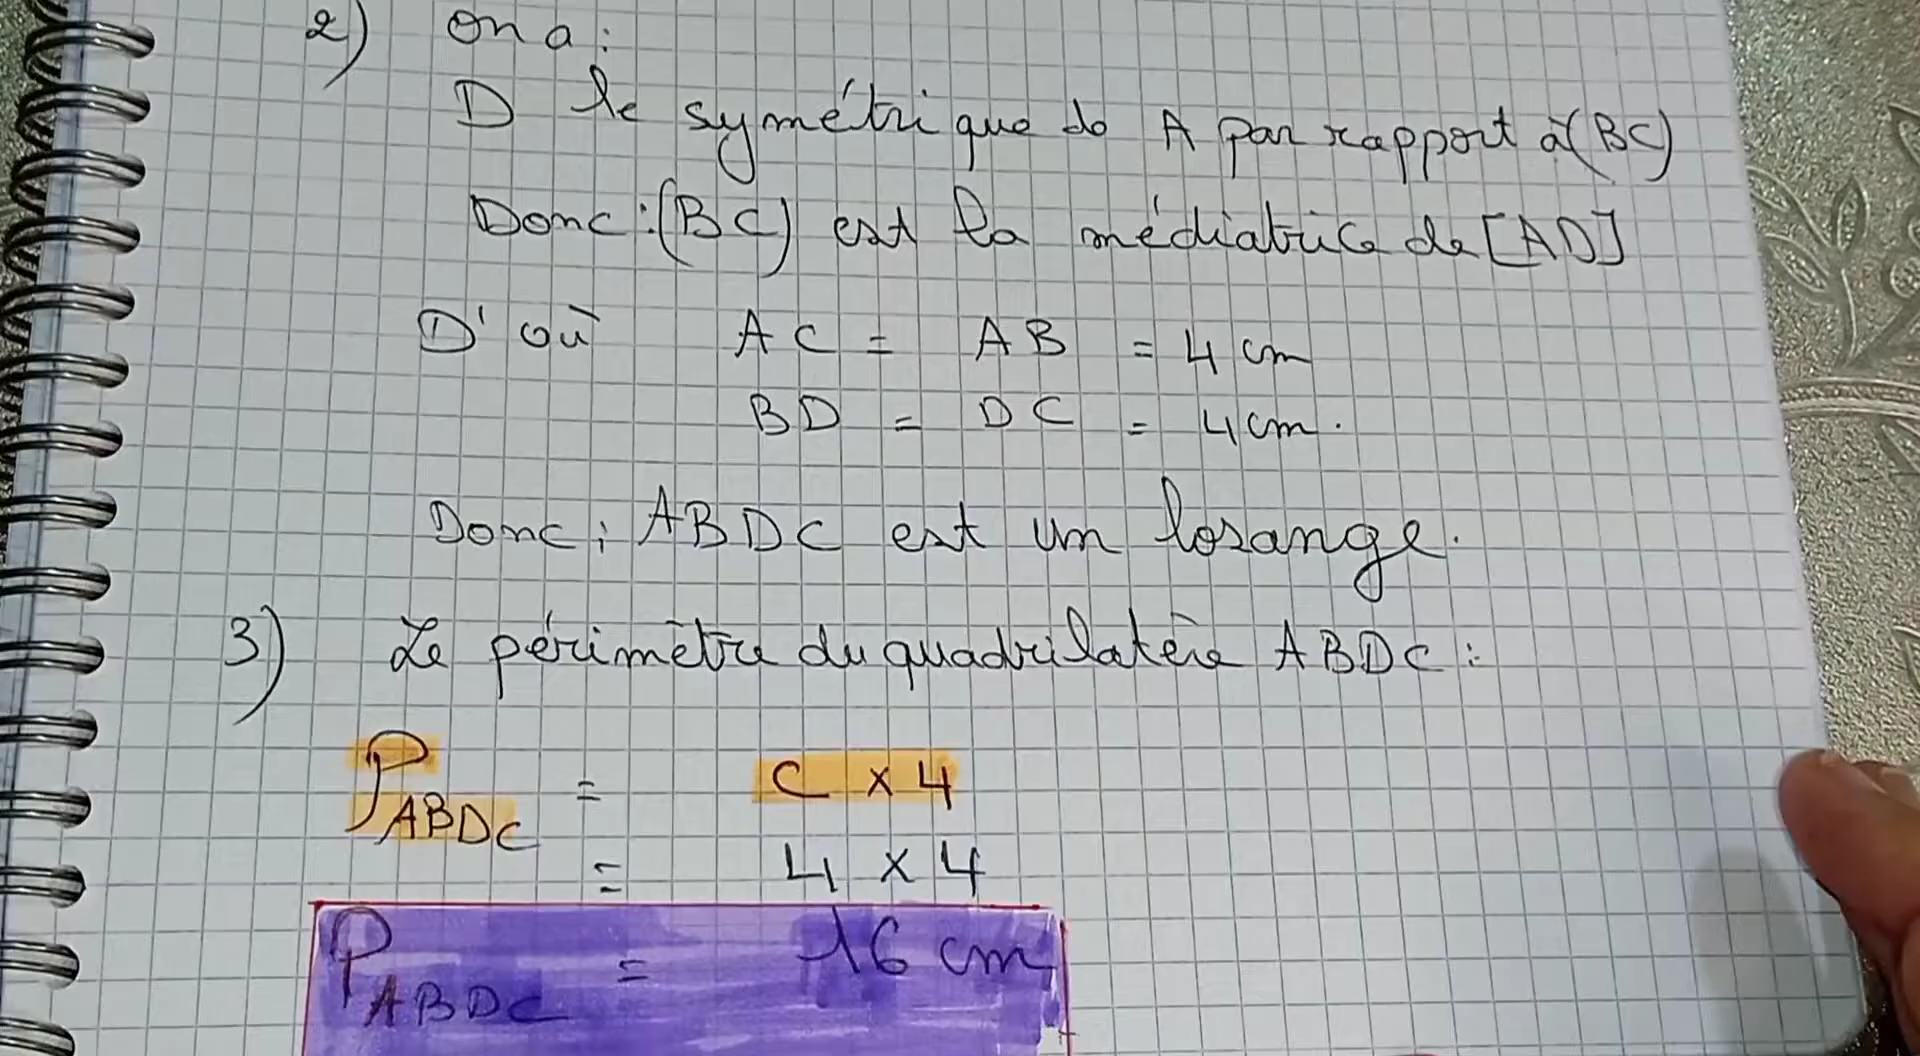 2) on a :
D le symétrique de A par rapport à (BC)
Donc : (BC) est la médiatrice de [AD]
D'où AC = AB = 4 cm
BD = DC = 4 cm.
Donc : ABDC est un losange.
3) Le périmètre du quadrilatère ABDC :
P_ABDC = C x 4
= 4 x 4
P_ABDC = 16 cm